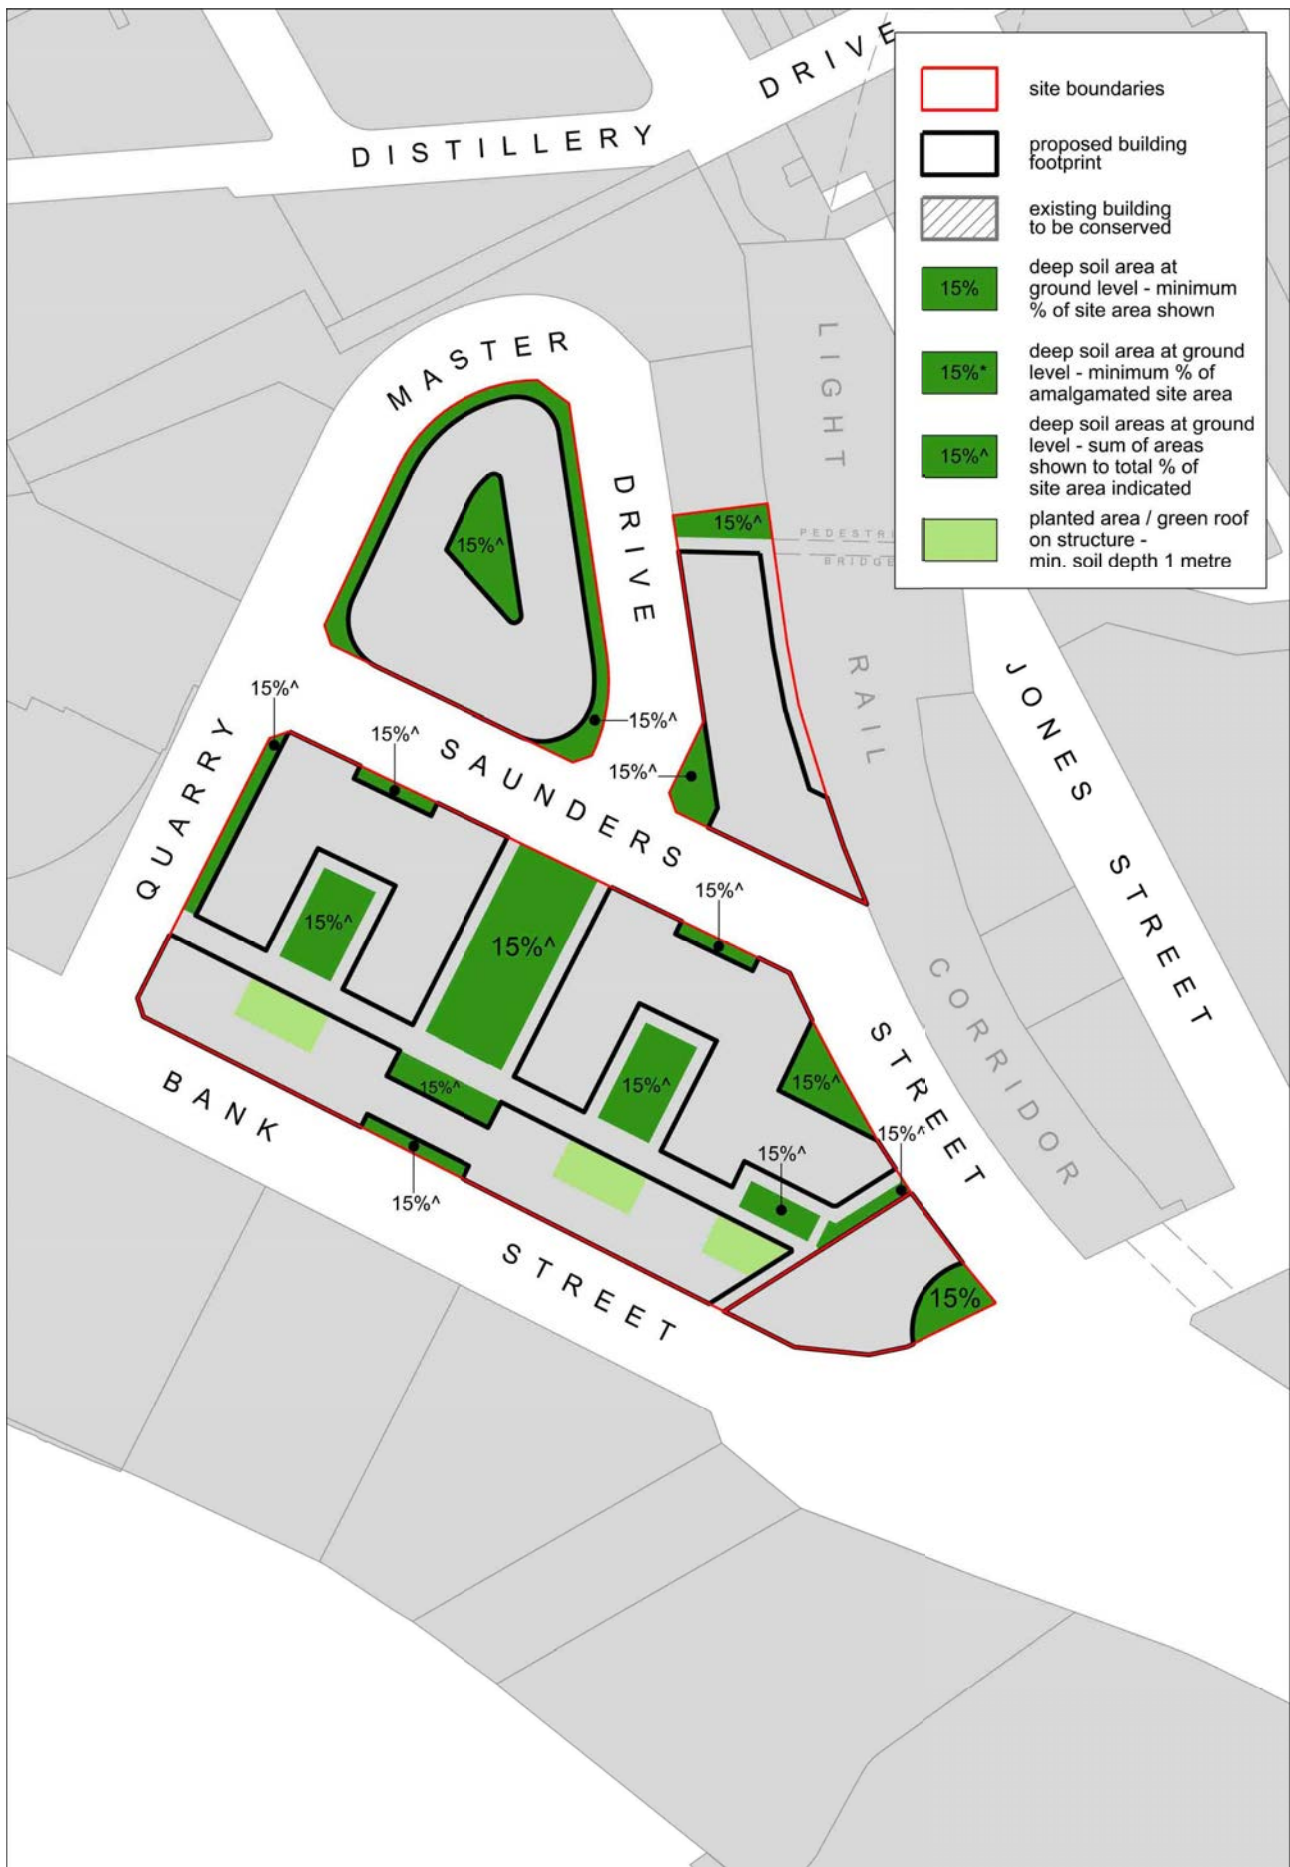 DISTILLERY DRIVE
site boundaries
proposed building
footprint
existing building
to be conserved
15%
deep soil area at
ground level - minimum
% of site area shown
15%*
deep soil area at ground
level - minimum % of
amalgamated site area
15%^
deep soil areas at ground
level - sum of areas
shown to total % of
site area indicated
planted area / green roof
on structure -
min. soil depth 1 metre
MASTER DRIVE
LIGHT RAIL CORRIDOR
15%^
PEDESTRI
BRIDGE
15%^
JONES STREET
15%^
15%^
15%^
15%^
QUARRY
SAUNDERS STREET
15%^
15%^
15%^
15%^
15%^
15%^
15%^
15%^
15%^
15%^
BANK STREET
15%